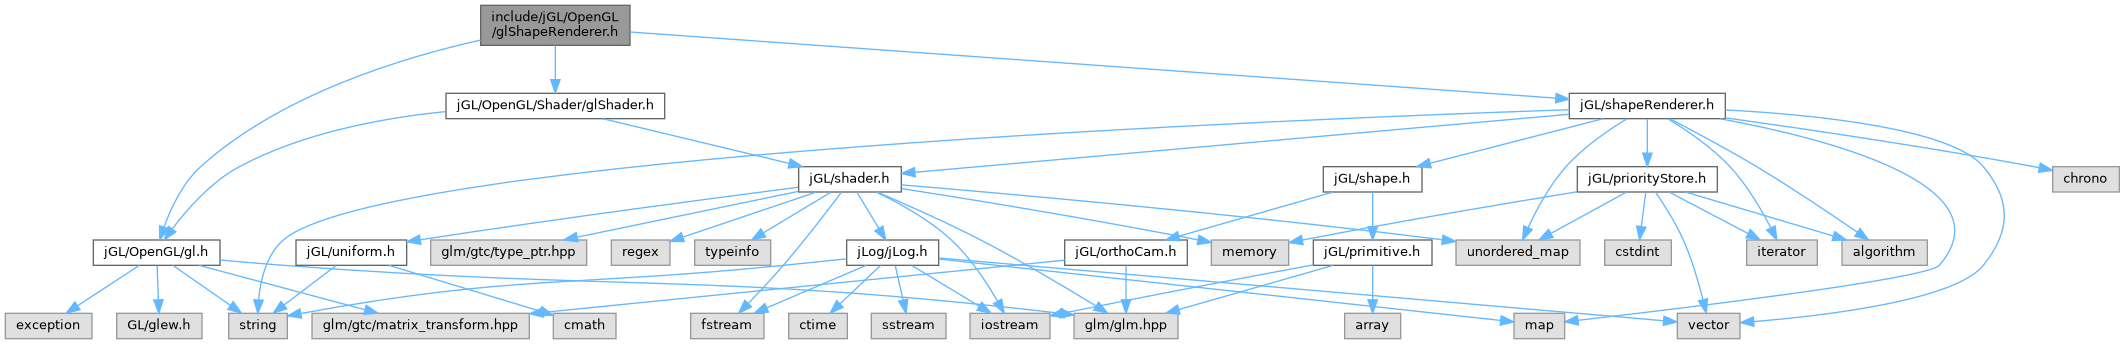 include/jGL/OpenGL
/glShapeRenderer.h
jGL/OpenGL/Shader/glShader.h
jGL/shapeRenderer.h
jGL/shader.h
jGL/shape.h
jGL/priorityStore.h
chrono
jGL/OpenGL/gl.h
jGL/uniform.h
glm/gtc/type_ptr.hpp
regex
typeinfo
jLog/jLog.h
jGL/orthoCam.h
memory
jGL/primitive.h
unordered_map
cstdint
iterator
algorithm
exception
GL/glew.h
string
glm/gtc/matrix_transform.hpp
cmath
fstream
ctime
sstream
iostream
glm/glm.hpp
array
map
vector